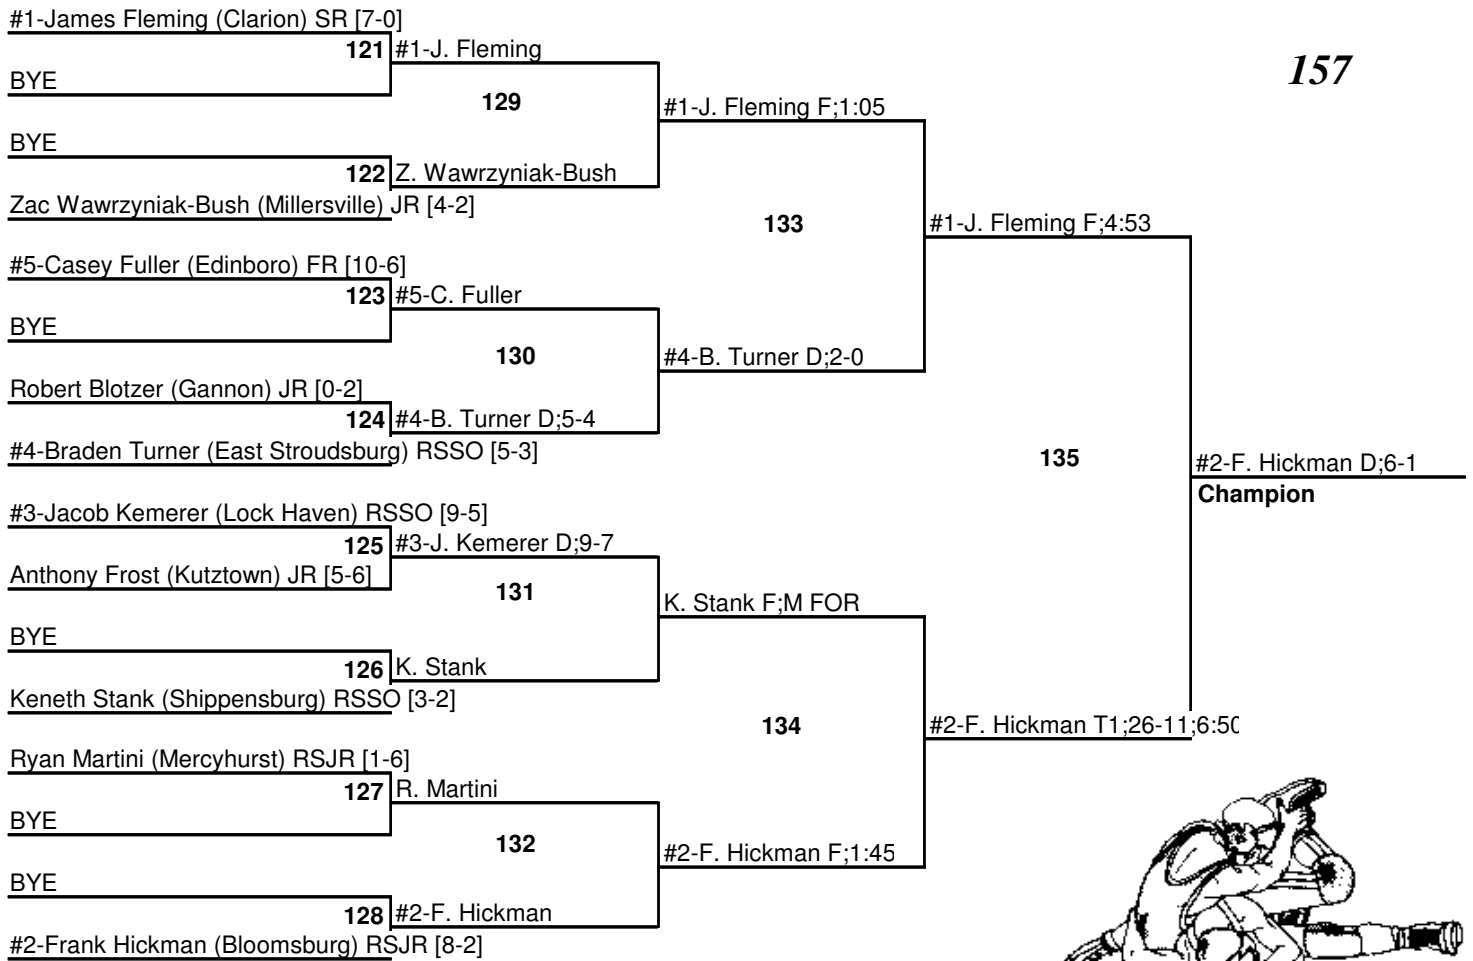 #1-James Fleming (Clarion) SR [7-0]
121 #1-J. Fleming
157
BYE
129
#1-J. Fleming F;1:05
BYE
122 Z. Wawrzyniak-Bush
Zac Wawrzyniak-Bush (Millersville) JR [4-2]
133
#1-J. Fleming F;4:53
#5-Casey Fuller (Edinboro) FR [10-6]
123 #5-C. Fuller
BYE
130
#4-B. Turner D;2-0
Robert Blotzer (Gannon) JR [0-2]
124 #4-B. Turner D;5-4
#4-Braden Turner (East Stroudsburg) RSSO [5-3]
135
#2-F. Hickman D;6-1
Champion
#3-Jacob Kemerer (Lock Haven) RSSO [9-5]
125 #3-J. Kemerer D;9-7
Anthony Frost (Kutztown) JR [5-6]
131
K. Stank F;M FOR
BYE
126 K. Stank
Keneth Stank (Shippensburg) RSSO [3-2]
134
#2-F. Hickman T1;26-11;6:50
Ryan Martini (Mercyhurst) RSJR [1-6]
127 R. Martini
BYE
132
#2-F. Hickman F;1:45
BYE
128 #2-F. Hickman
#2-Frank Hickman (Bloomsburg) RSJR [8-2]